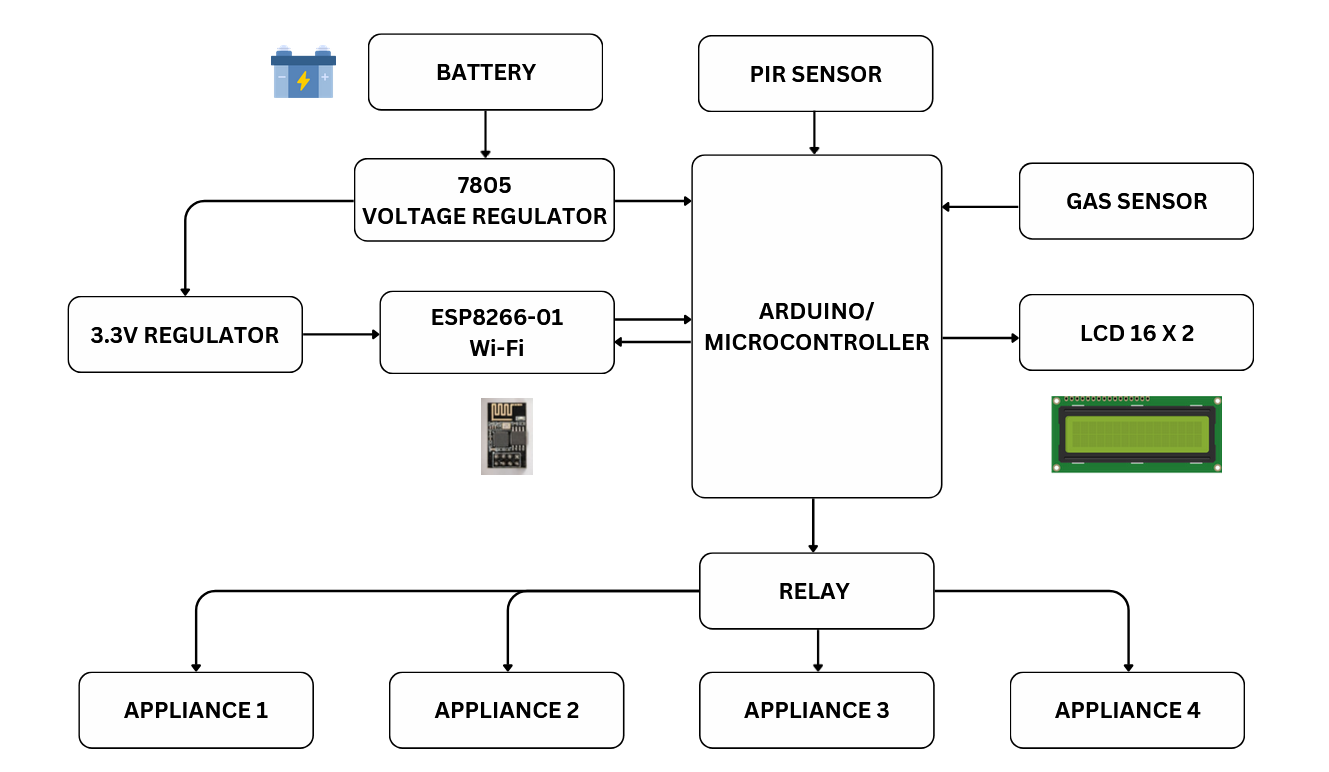 BATTERY
PIR SENSOR
7805
VOLTAGE REGULATOR
GAS SENSOR
3.3V REGULATOR
ESP8266-01
Wi-Fi
ARDUINO/
MICROCONTROLLER
LCD 16 X 2
RELAY
APPLIANCE 1
APPLIANCE 2
APPLIANCE 3
APPLIANCE 4